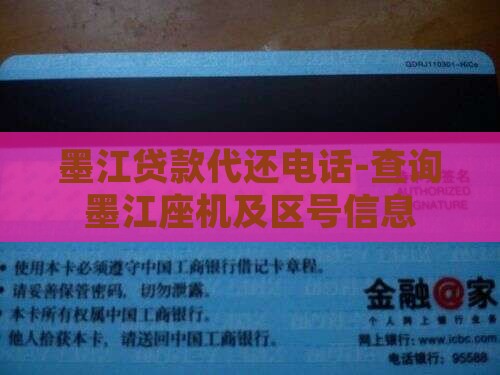 GDRJ110301-HiCo
墨江贷款代还电话-查询
墨江座机及区号信息
• 使用本卡必须遵守中国工商银行借记卡章程。
• 请妥善保管密码，切勿泄露。
• 本卡所有权属中国工商银行。
他人拾获本卡，请送回中国工商银行。
金融@家
个人网上银行业务
网上银行: www.icbc.com
电话银行: 95588